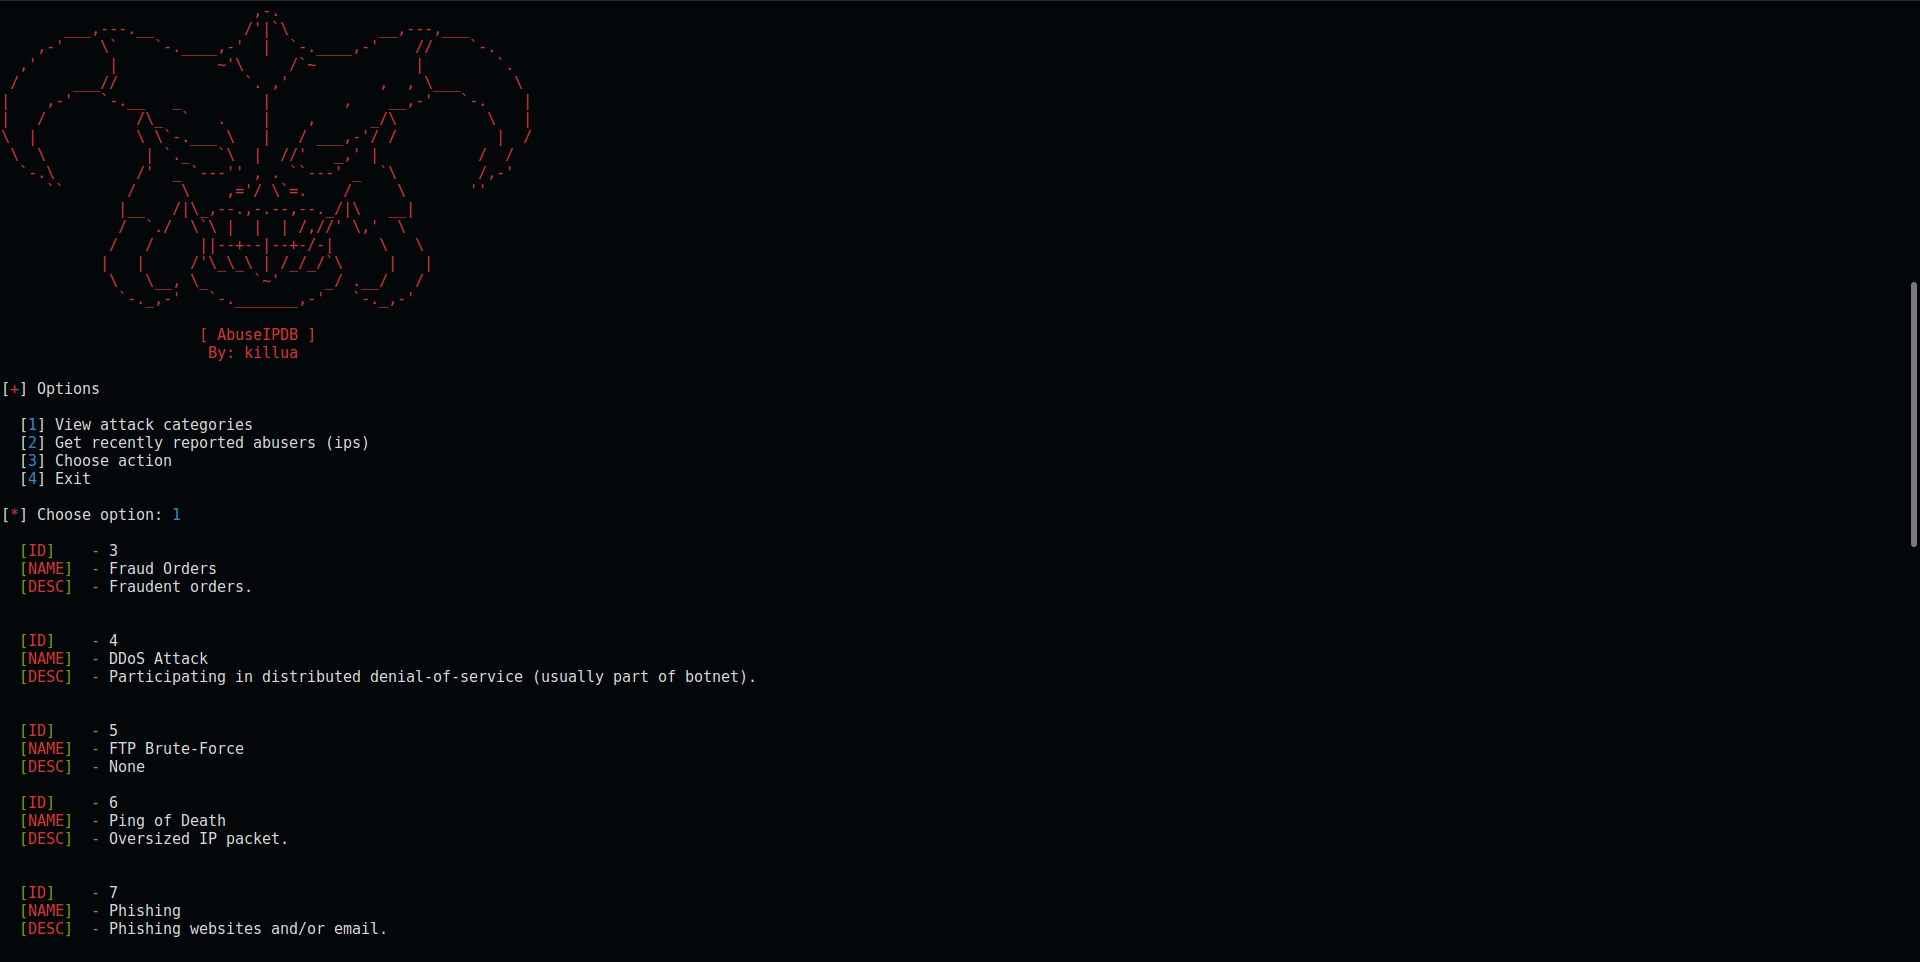 [ AbuseIPDB ]
By: killua
[+] Options
[1] View attack categories
[2] Get recently reported abusers (ips)
[3] Choose action
[4] Exit
[*] Choose option: 1
[ID] - 3
[NAME] - Fraud Orders
[DESC] - Fraudent orders.
[ID] - 4
[NAME] - DDoS Attack
[DESC] - Participating in distributed denial-of-service (usually part of botnet).
[ID] - 5
[NAME] - FTP Brute-Force
[DESC] - None
[ID] - 6
[NAME] - Ping of Death
[DESC] - Oversized IP packet.
[ID] - 7
[NAME] - Phishing
[DESC] - Phishing websites and/or email.